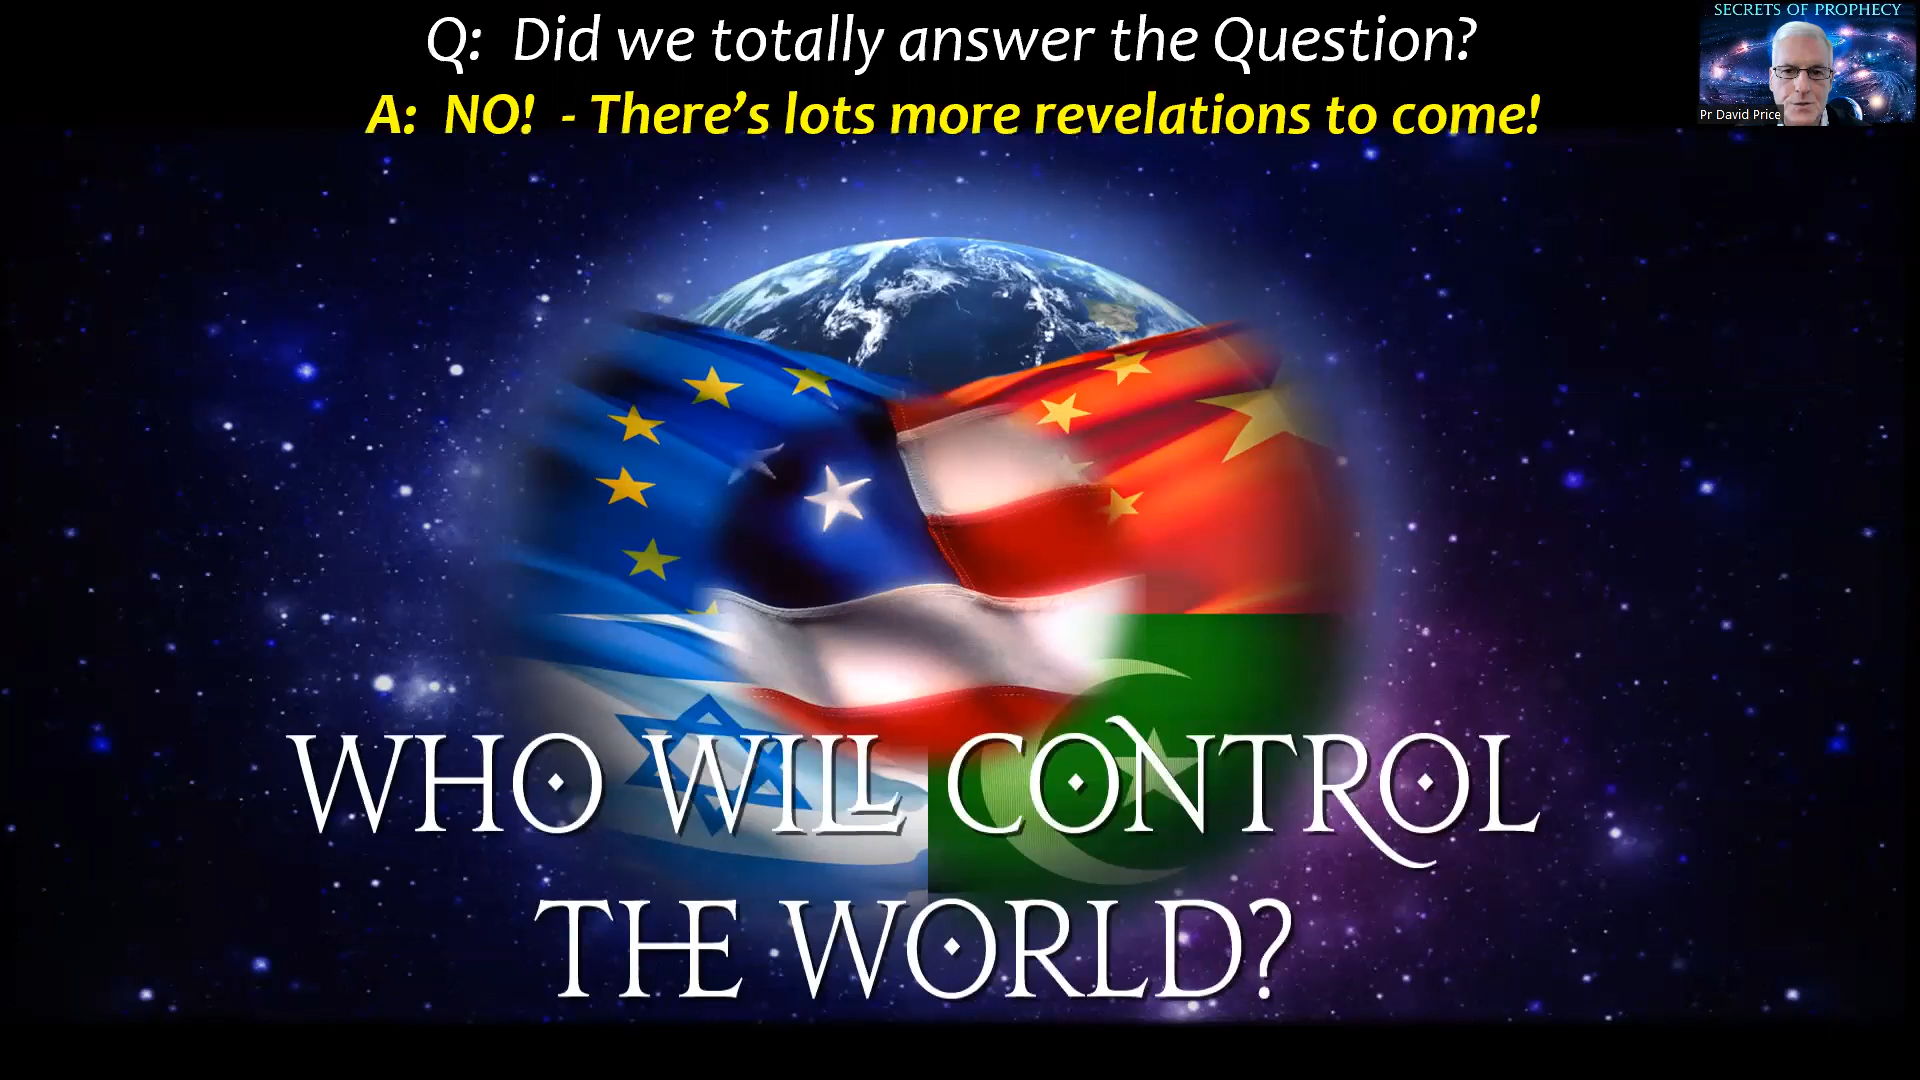 Q:  Did we totally answer the Question?
A:  NO!  - There's lots more revelations to come!
SECRETS OF PROPHECY
Pr David Price
WHO WILL CONTROL
THE WORLD?